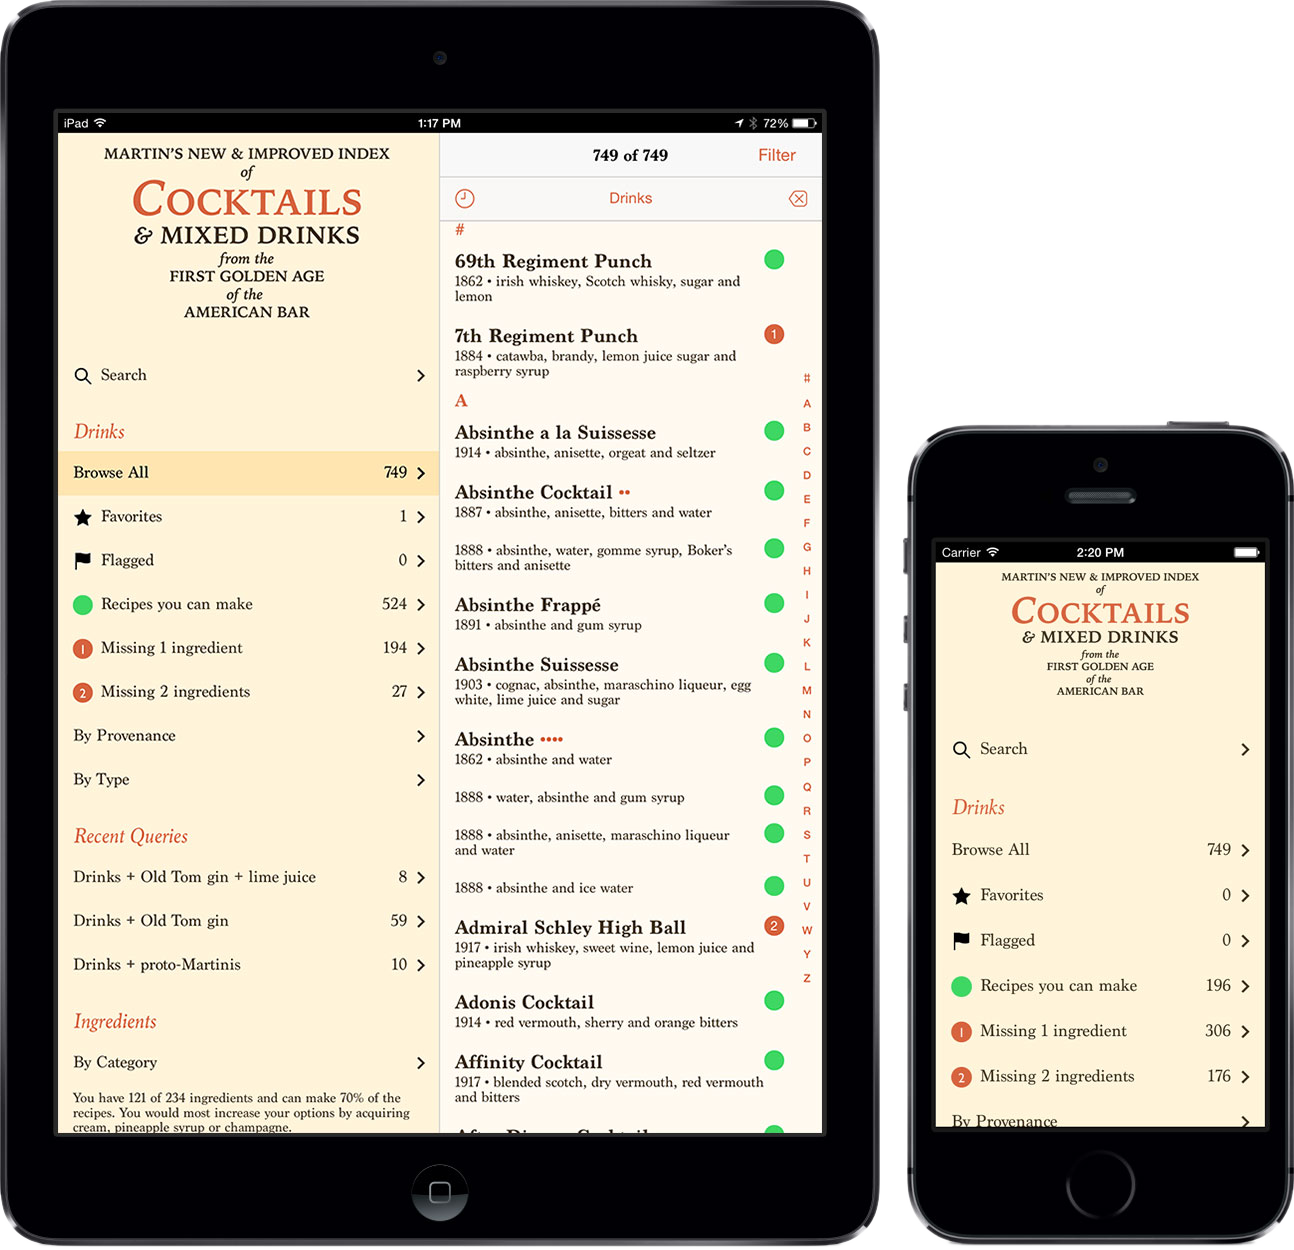 iPad
1:17 PM
72%
MARTIN'S NEW & IMPROVED INDEX
of
COCKTAILS
& MIXED DRINKS
from the
FIRST GOLDEN AGE
of the
AMERICAN BAR
Search
Drinks
Browse All 749
Favorites 1
Flagged 0
Recipes you can make 524
1 Missing 1 ingredient 194
2 Missing 2 ingredients 27
By Provenance
By Type
Recent Queries
Drinks + Old Tom gin + lime juice 8
Drinks + Old Tom gin 59
Drinks + proto-Martinis 10
Ingredients
By Category
You have 121 of 234 ingredients and can make 70% of the
recipes. You would most increase your options by acquiring
cream, pineapple syrup or champagne.
749 of 749
Filter
Drinks
#
69th Regiment Punch
1862 • irish whiskey, Scotch whisky, sugar and
lemon
7th Regiment Punch 1
1884 • catawba, brandy, lemon juice sugar and
raspberry syrup
A
Absinthe a la Suissesse
1914 • absinthe, anisette, orgeat and seltzer
Absinthe Cocktail ••
1887 • absinthe, anisette, bitters and water
1888 • absinthe, water, gomme syrup, Boker's
bitters and anisette
Absinthe Frappé
1891 • absinthe and gum syrup
Absinthe Suissesse
1903 • cognac, absinthe, maraschino liqueur, egg
white, lime juice and sugar
Absinthe ••••
1862 • absinthe and water
1888 • water, absinthe and gum syrup
1888 • absinthe, anisette, maraschino liqueur
and water
1888 • absinthe and ice water
Admiral Schley High Ball 2
1917 • irish whiskey, sweet wine, lemon juice and
pineapple syrup
Adonis Cocktail
1914 • red vermouth, sherry and orange bitters
Affinity Cocktail
1917 • blended scotch, dry vermouth, red vermouth
and bitters
#
A
B
C
D
E
F
G
H
I
J
K
L
M
N
O
P
Q
R
S
T
U
V
W
Y
Z
Carrier
2:20 PM
MARTIN'S NEW & IMPROVED INDEX
of
COCKTAILS
& MIXED DRINKS
from the
FIRST GOLDEN AGE
of the
AMERICAN BAR
Search
Drinks
Browse All 749
Favorites 0
Flagged 0
Recipes you can make 196
1 Missing 1 ingredient 306
2 Missing 2 ingredients 176
By Provenance